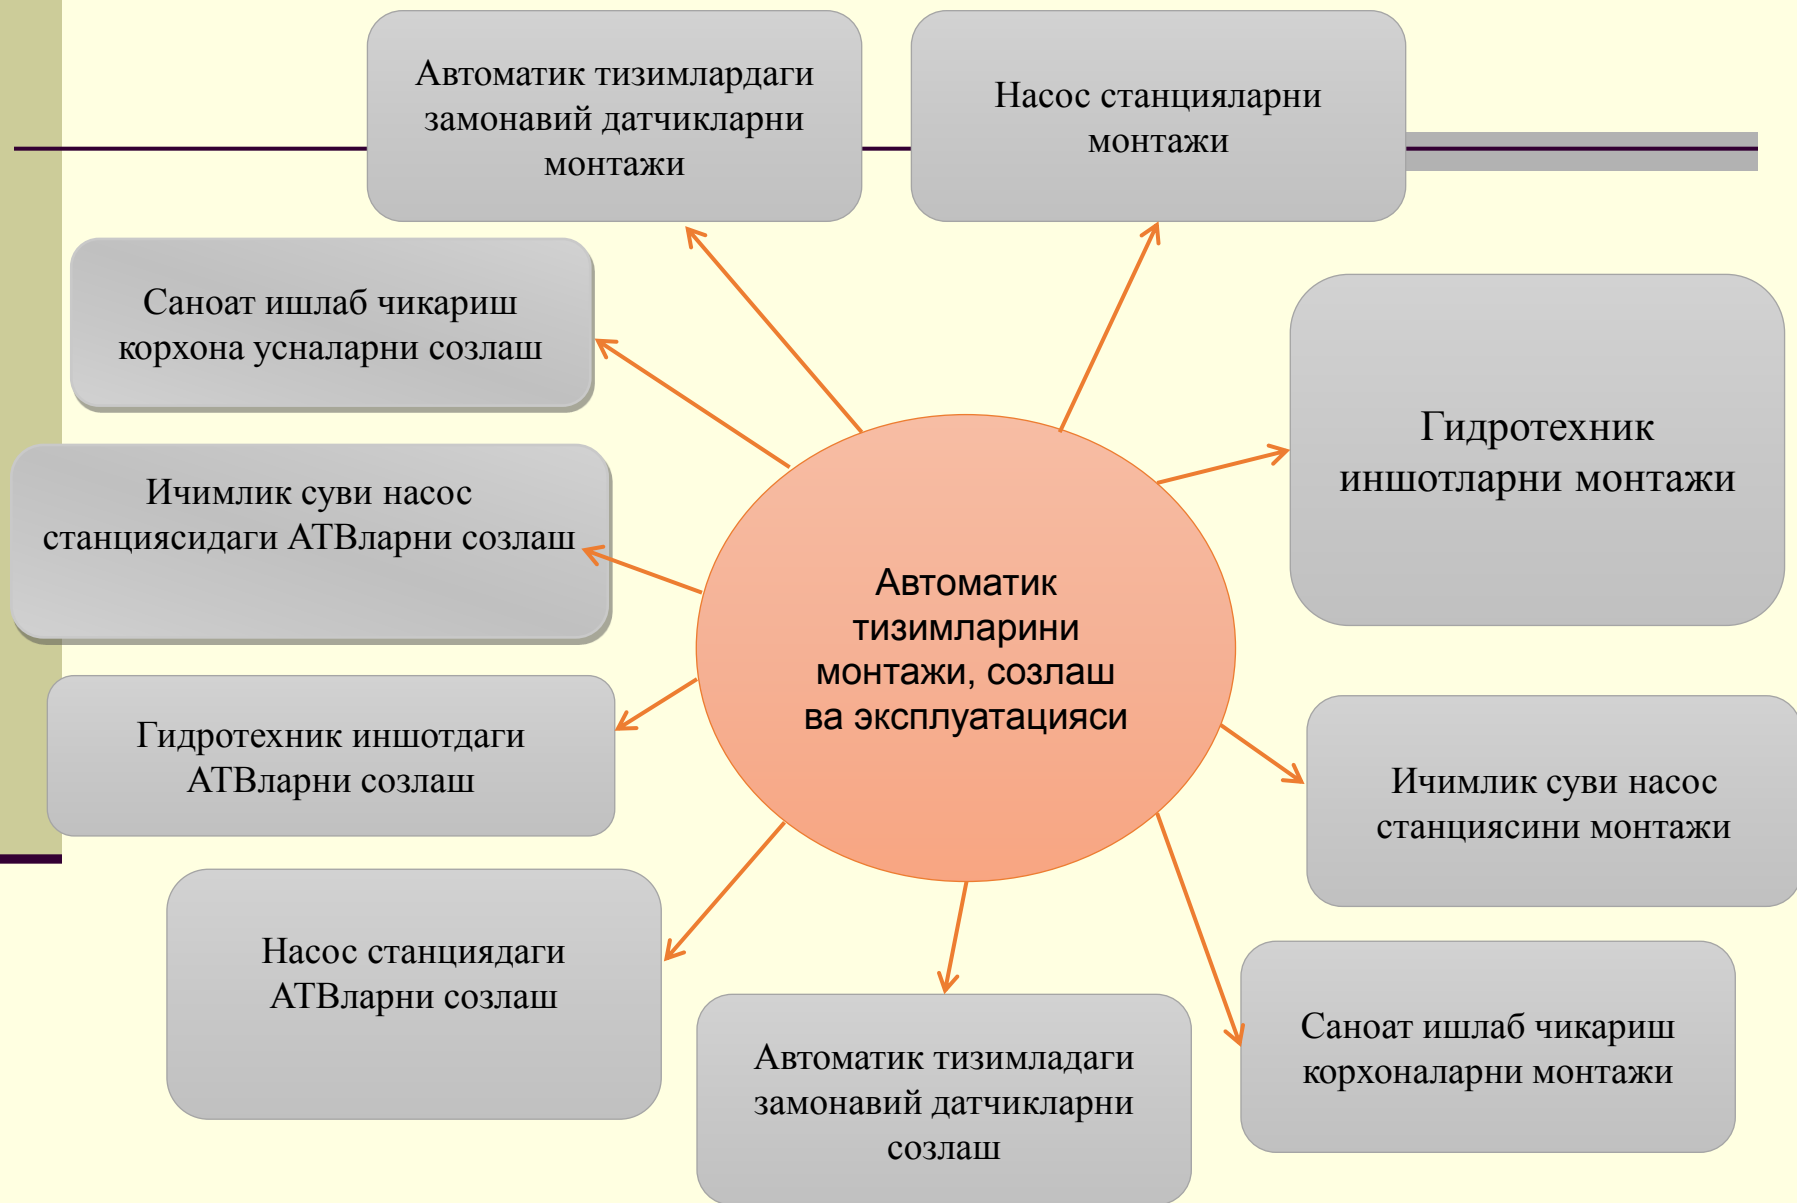 Автоматик тизимлардаги
замонавий датчикларни
монтажи
Насос станцияларни
монтажи
Саноат ишлаб чикариш
корхона усналарни созлаш
Гидротехник
иншотларни монтажи
Ичимлик суви насос
станциясидаги АТВларни созлаш
Автоматик
тизимларини
монтажи, созлаш
ва эксплуатацияси
Гидротехник иншотдаги
АТВларни созлаш
Ичимлик суви насос
станциясини монтажи
Насос станциядаги
АТВларни созлаш
Автоматик тизимладаги
замонавий датчикларни
созлаш
Саноат ишлаб чикариш
корхоналарни монтажи